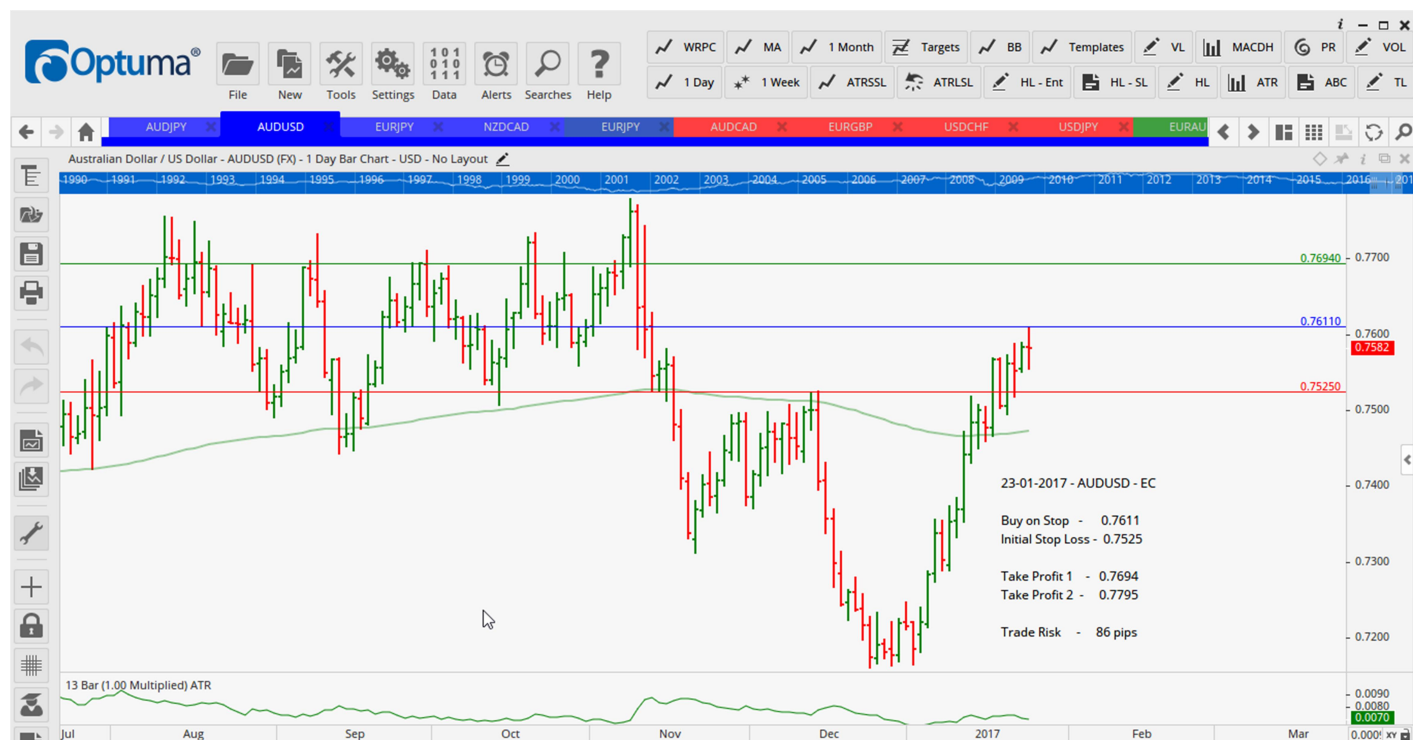 i
Optuma®
File New Tools Settings Data Alerts Searches Help
101
010
111
WRPC MA 1 Month Targets BB Templates VL MACDH PR VOL
1 Day 1 Week ATRSSL ATRLSL HL - Ent HL - SL HL ATR ABC TL
AUDJPY AUDUSD EURJPY NZDCAD EURJPY AUDCAD EURGBP USDCHF USDJPY EURAU
Australian Dollar / US Dollar - AUDUSD (FX) - 1 Day Bar Chart - USD - No Layout
1990 1991 1992 1993 1994 1995 1996 1997 1998 1999 2000 2001 2002 2003 2004 2005 2006 2007 2008 2009 2010 2011 2012 2013 2014 2015 2016 201
0.76940
0.7700
0.76110
0.7600
0.7582
0.75250
0.7500
0.7400
0.7300
0.7200
23-01-2017 - AUDUSD - EC
Buy on Stop - 0.7611
Initial Stop Loss - 0.7525
Take Profit 1 - 0.7694
Take Profit 2 - 0.7795
Trade Risk - 86 pips
13 Bar (1.00 Multiplied) ATR
0.0090
0.0080
0.0070
Jul Aug Sep Oct Nov Dec 2017 Feb Mar
XY